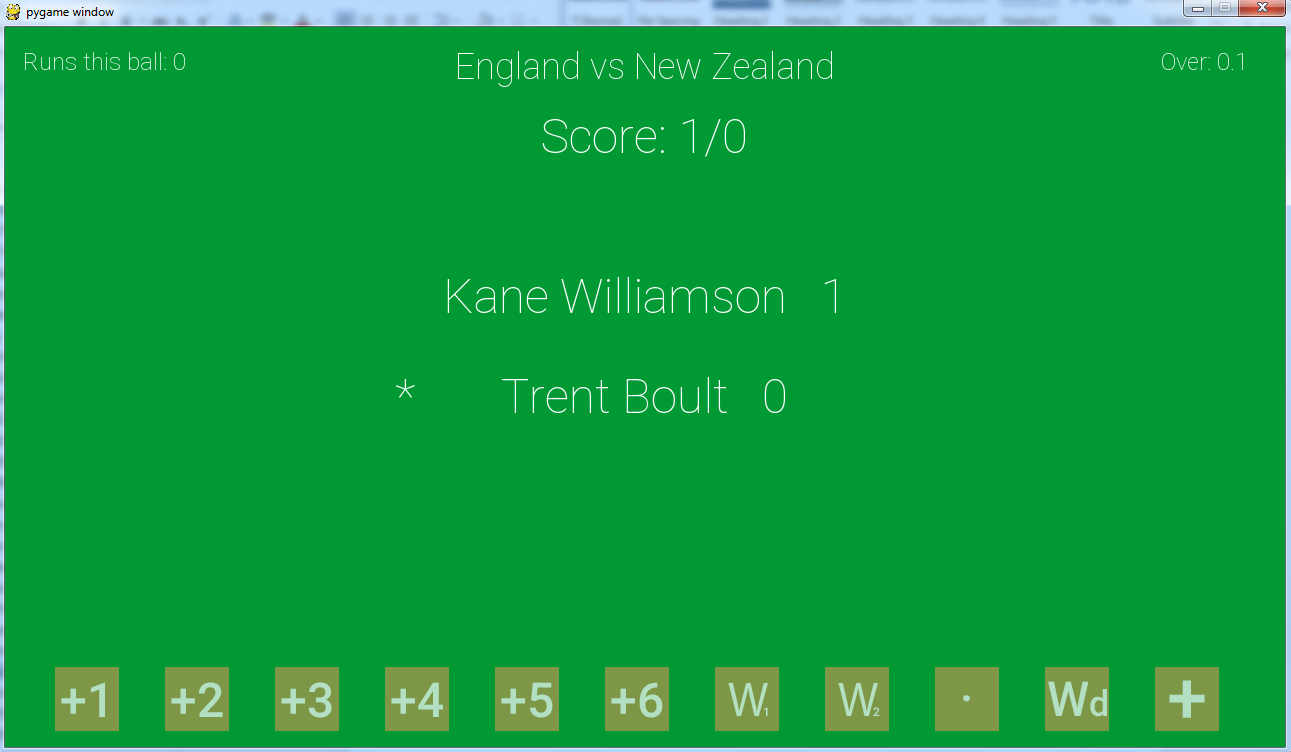 pygame window
Runs this ball: 0
England vs New Zealand
Over: 0.1
Score: 1/0
Kane Williamson 1
* Trent Boult 0
+1 +2 +3 +4 +5 +6 W1 W2 · Wd +